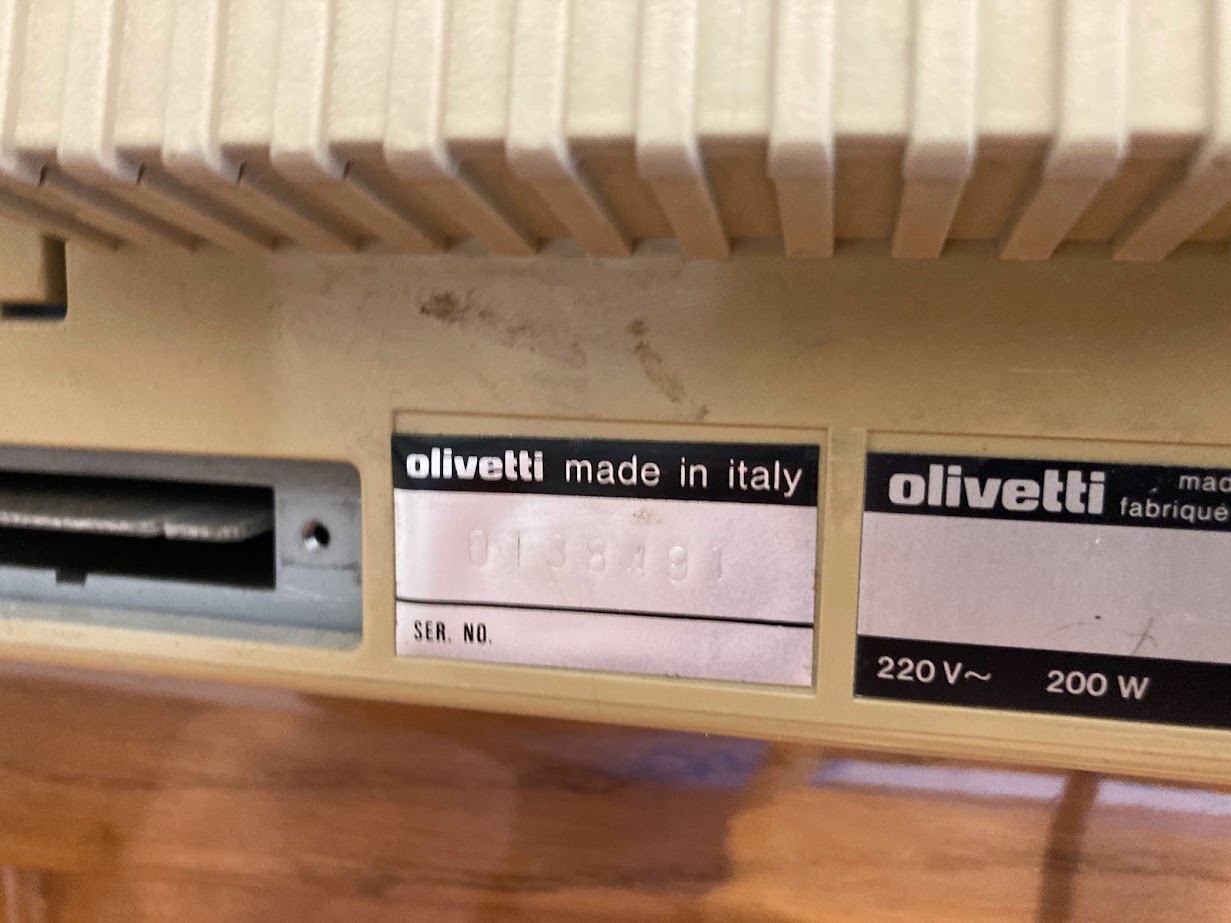 olivetti made in italy
0138491
SER. NO.
olivetti
fabriqué
220 V~ 200 W